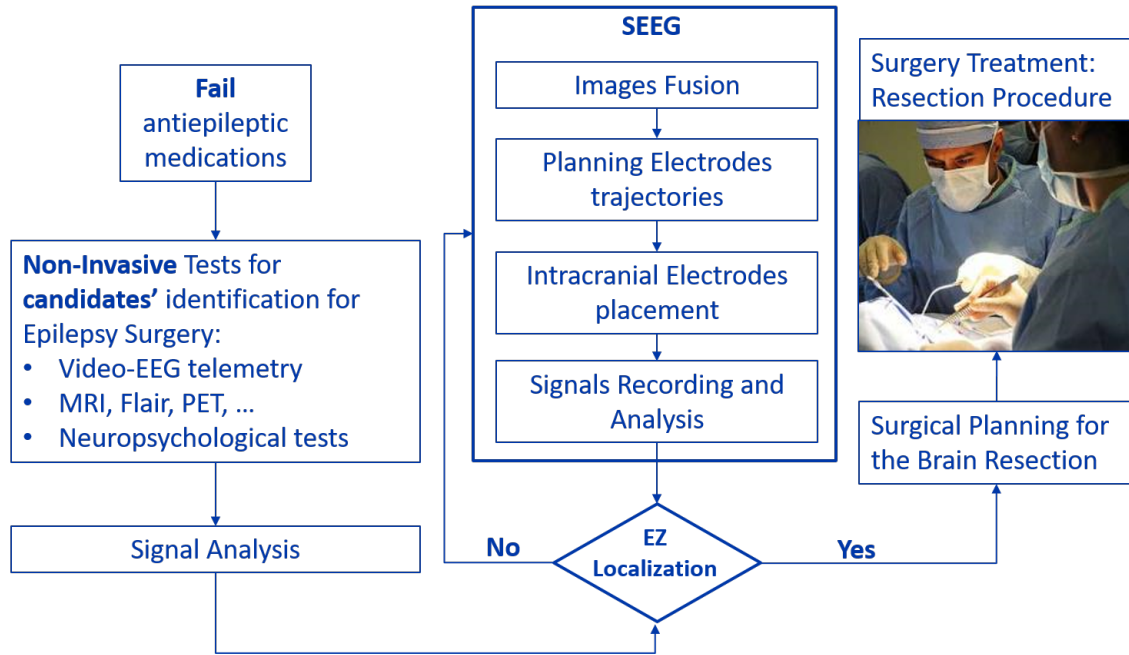 Fail
antiepileptic
medications
Non-Invasive Tests for
candidates’ identification for
Epilepsy Surgery:
• Video-EEG telemetry
• MRI, Flair, PET, …
• Neuropsychological tests
Signal Analysis
SEEG
Images Fusion
Planning Electrodes
trajectories
Intracranial Electrodes
placement
Signals Recording and
Analysis
EZ
Localization
No
Yes
Surgical Planning for
the Brain Resection
Surgery Treatment:
Resection Procedure